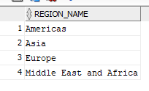 REGION_NAME
1 Americas
2 Asia
3 Europe
4 Middle East and Africa